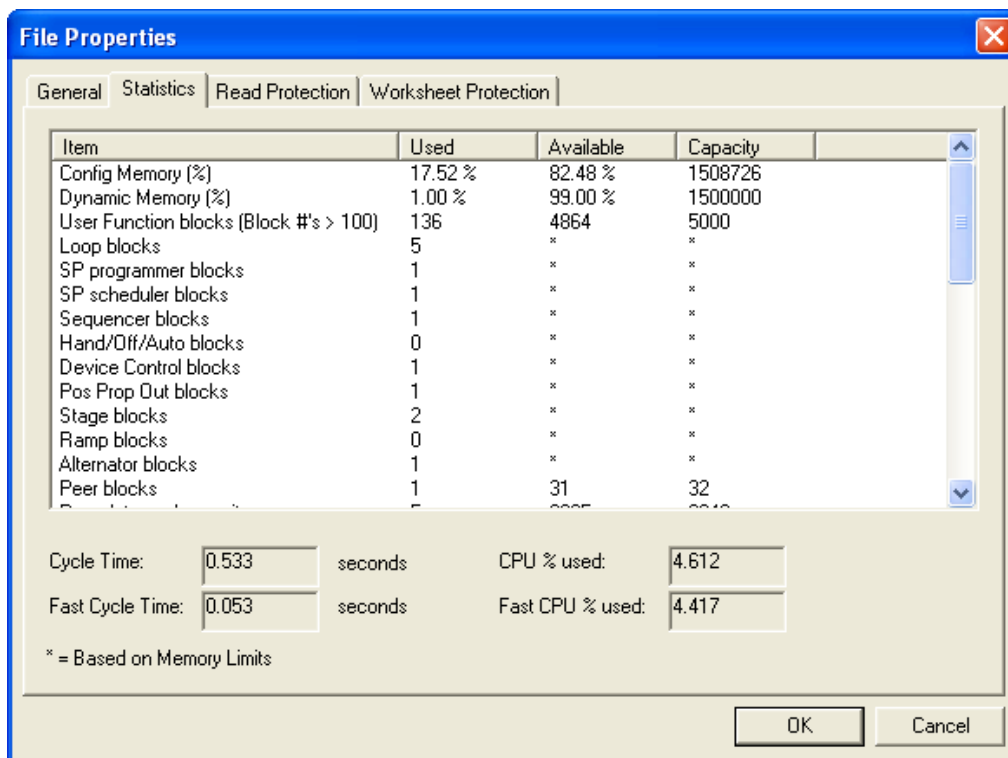 File Properties
General Statistics Read Protection Worksheet Protection
Item Used Available Capacity
Config Memory (%) 17.52 % 82.48 % 1508726
Dynamic Memory (%) 1.00 % 99.00 % 1500000
User Function blocks (Block #'s > 100) 136 4864 5000
Loop blocks 5 * *
SP programmer blocks 1 * *
SP scheduler blocks 1 * *
Sequencer blocks 1 * *
Hand/Off/Auto blocks 0 * *
Device Control blocks 1 * *
Pos Prop Out blocks 1 * *
Stage blocks 2 * *
Ramp blocks 0 * *
Alternator blocks 1 * *
Peer blocks 1 31 32
Cycle Time: 0.533 seconds CPU % used: 4.612
Fast Cycle Time: 0.053 seconds Fast CPU % used: 4.417
* = Based on Memory Limits
OK Cancel